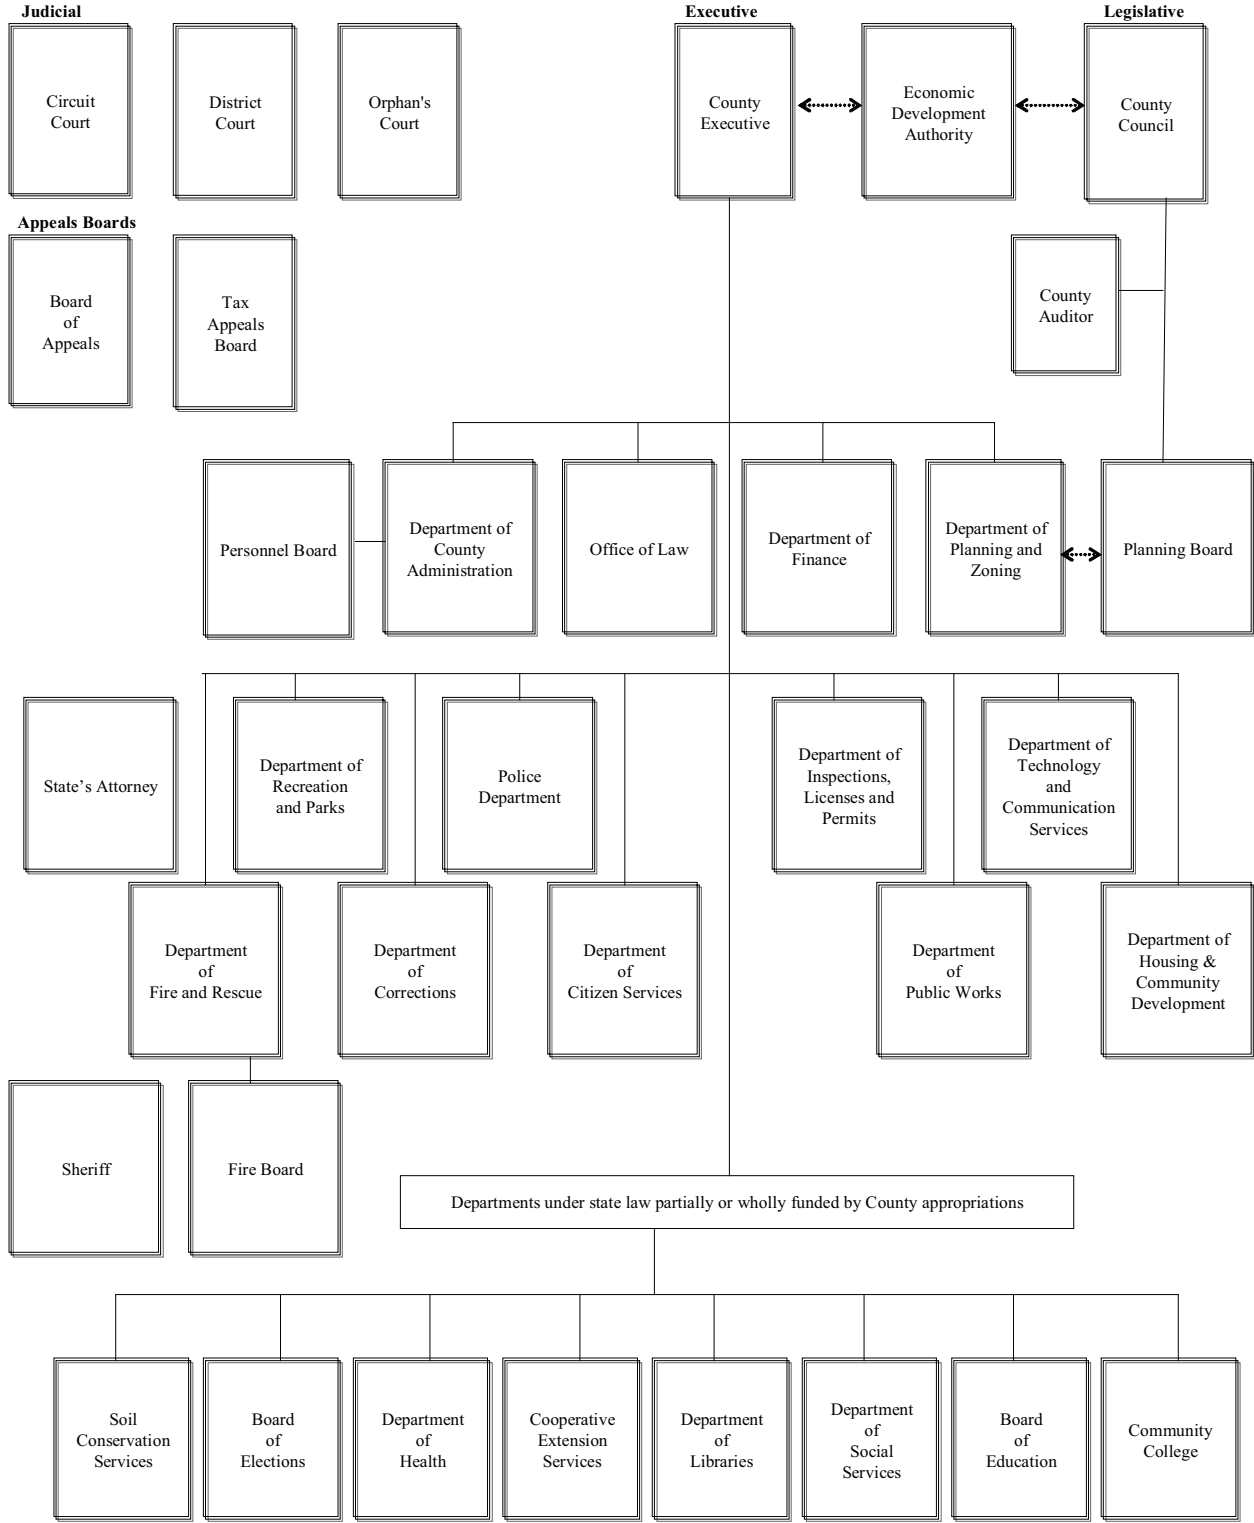 Judicial
Executive
Legislative
Circuit
Court
District
Court
Orphan's
Court
County
Executive
Economic
Development
Authority
County
Council
Appeals Boards
Board
of
Appeals
Tax
Appeals
Board
County
Auditor
Personnel Board
Department of
County
Administration
Office of Law
Department of
Finance
Department of
Planning and
Zoning
Planning Board
State’s Attorney
Department of
Recreation
and Parks
Police
Department
Department of
Inspections,
Licenses and
Permits
Department of
Technology
and
Communication
Services
Department
of
Fire and Rescue
Department
of
Corrections
Department
of
Citizen Services
Department
of
Public Works
Department of
Housing &
Community
Development
Sheriff
Fire Board
Departments under state law partially or wholly funded by County appropriations
Soil
Conservation
Services
Board
of
Elections
Department
of
Health
Cooperative
Extension
Services
Department
of
Libraries
Department
of
Social
Services
Board
of
Education
Community
College